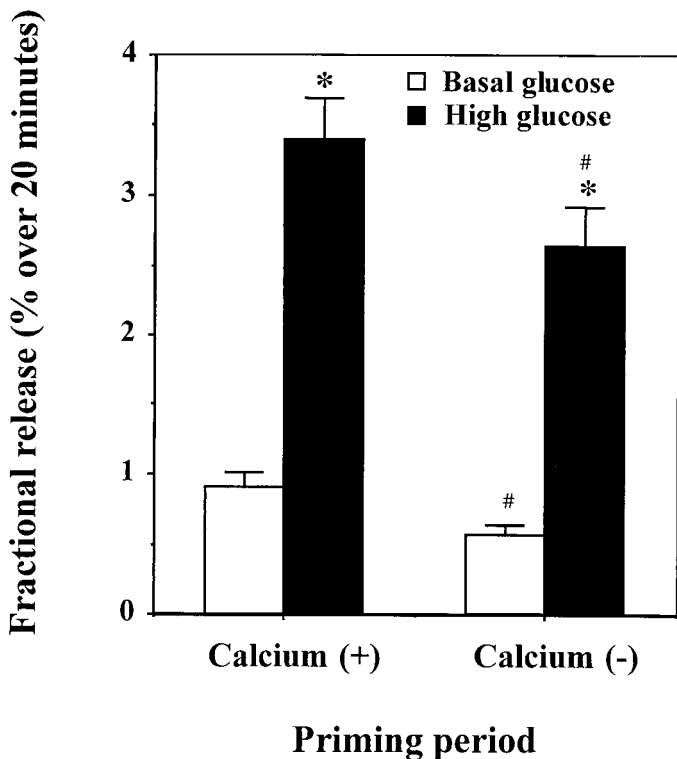 Fractional release (% over 20 minutes)
4
3
2
1
0
Basal glucose
High glucose
*
#
*
#
Calcium (+)
Calcium (-)
Priming period